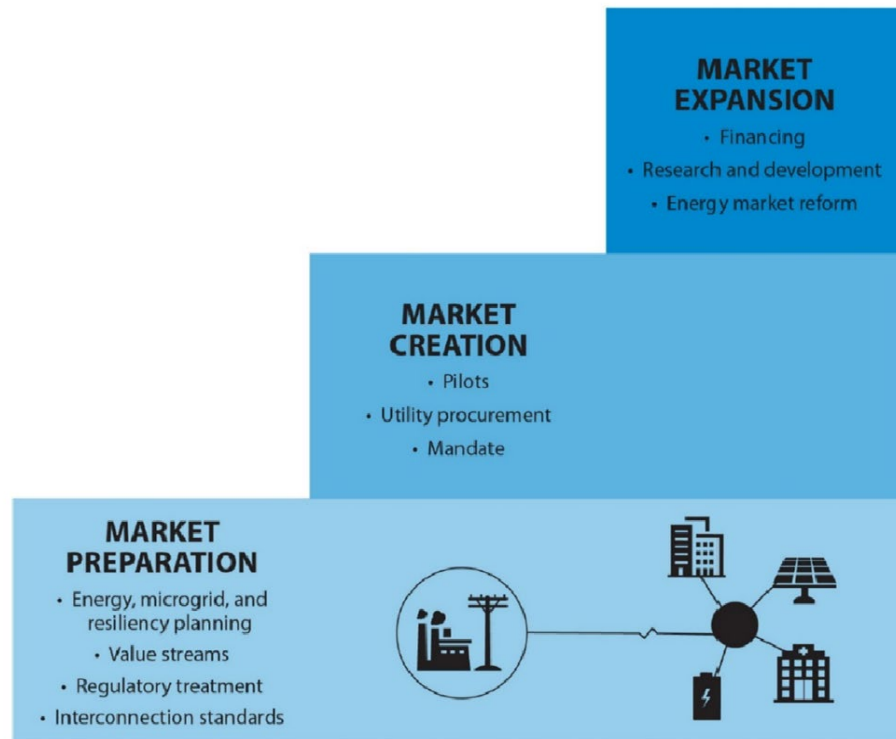 MARKET
EXPANSION
• Financing
• Research and development
• Energy market reform
MARKET
CREATION
• Pilots
• Utility procurement
• Mandate
MARKET
PREPARATION
• Energy, microgrid, and
resiliency planning
• Value streams
• Regulatory treatment
• Interconnection standards